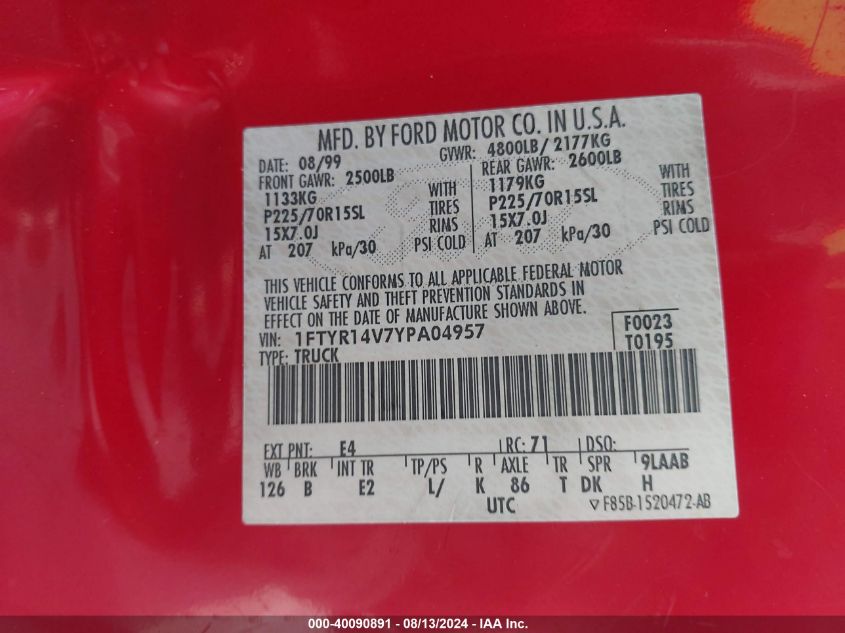 MFD. BY FORD MOTOR CO. IN U.S.A.
DATE: 08/99 GVWR: 4800LB/ 2177KG
FRONT GAWR: 2500LB REAR GAWR: 2600LB
1133KG WITH 1179KG WITH
P225/70R15SL TIRES P225/70R15SL TIRES
15X7.0J RIMS 15X7.0J RIMS
AT 207 kPa/30 PSI COLD AT 207 kPa/30 PSI COLD
THIS VEHICLE CONFORMS TO ALL APPLICABLE FEDERAL MOTOR
VEHICLE SAFETY AND THEFT PREVENTION STANDARDS IN
EFFECT ON THE DATE OF MANUFACTURE SHOWN ABOVE.
VIN: 1FTYR14V7YPA04957 F0023
TYPE: TRUCK T0195
EXT PNT: E4 RC: 71 DSO:
WB BRK INT TR TP/PS R AXLE TR SPR 9LAAB
126 B E2 L/ K 86 T DK H
UTC ▽F85B-1520472-AB
000-40090891 - 08/13/2024 - IAA Inc.